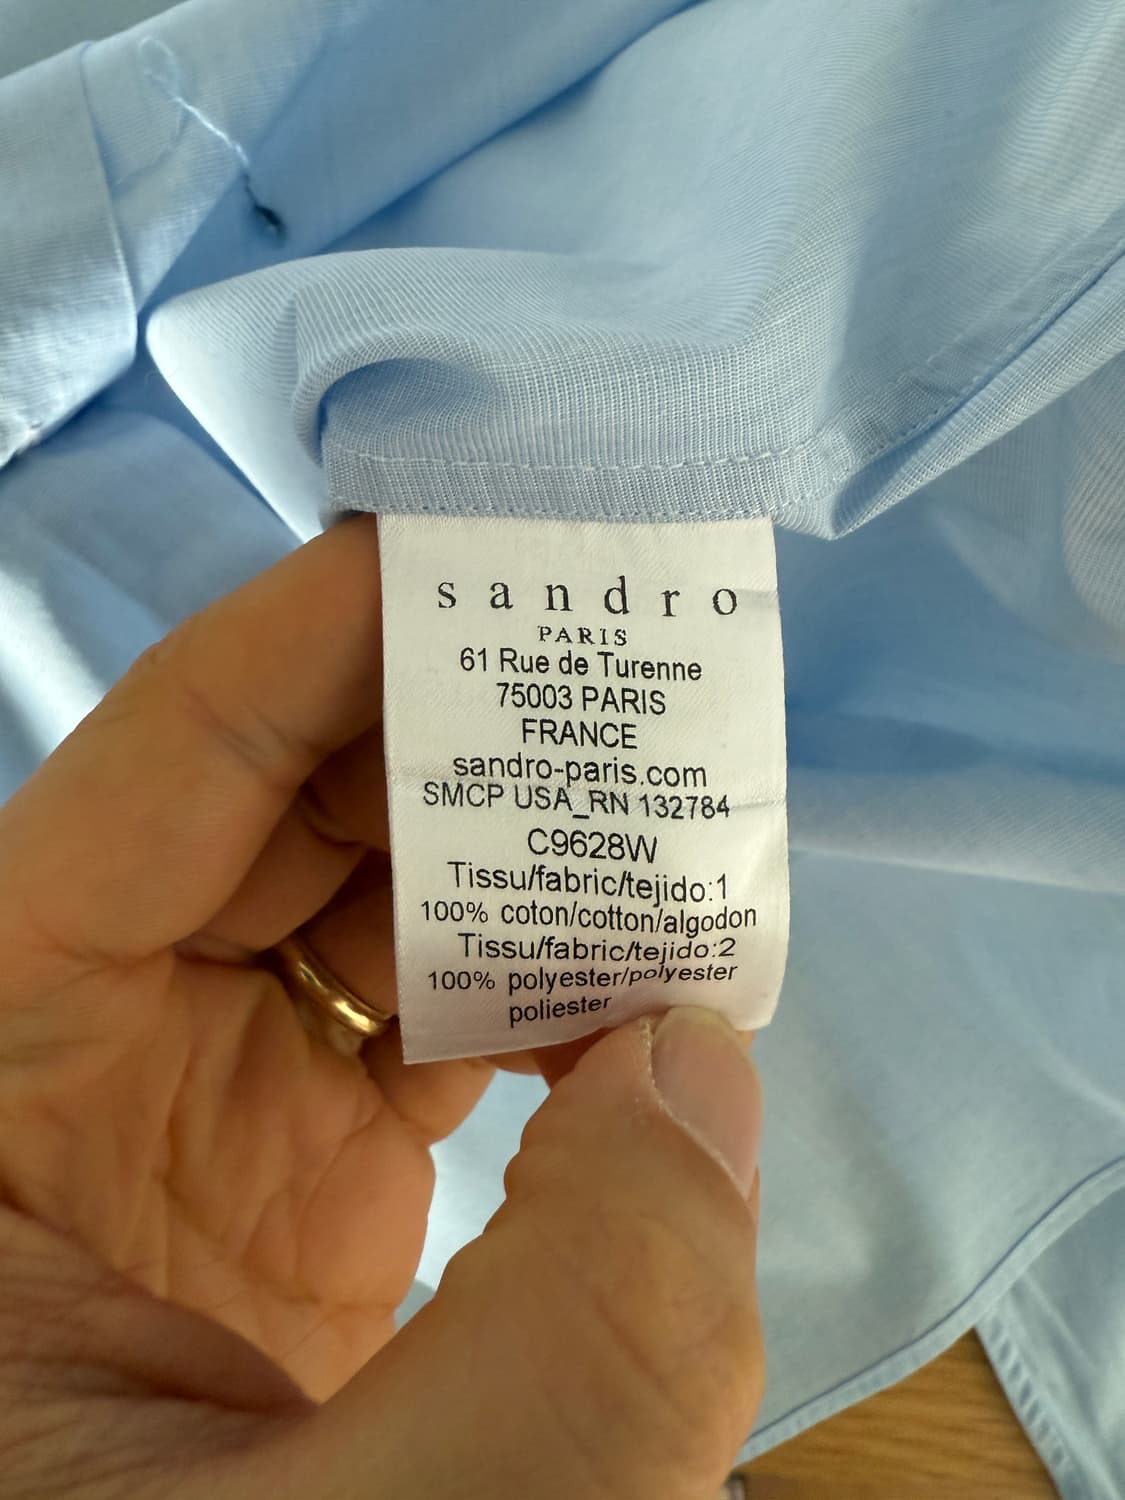 sandro
PARIS
61 Rue de Turenne
75003 PARIS
FRANCE
sandro-paris.com
SMCP USA_RN 132784
C9628W
Tissu/fabric/tejido:1
100% coton/cotton/algodon
Tissu/fabric/tejido:2
100% polyester/polyester
poliester